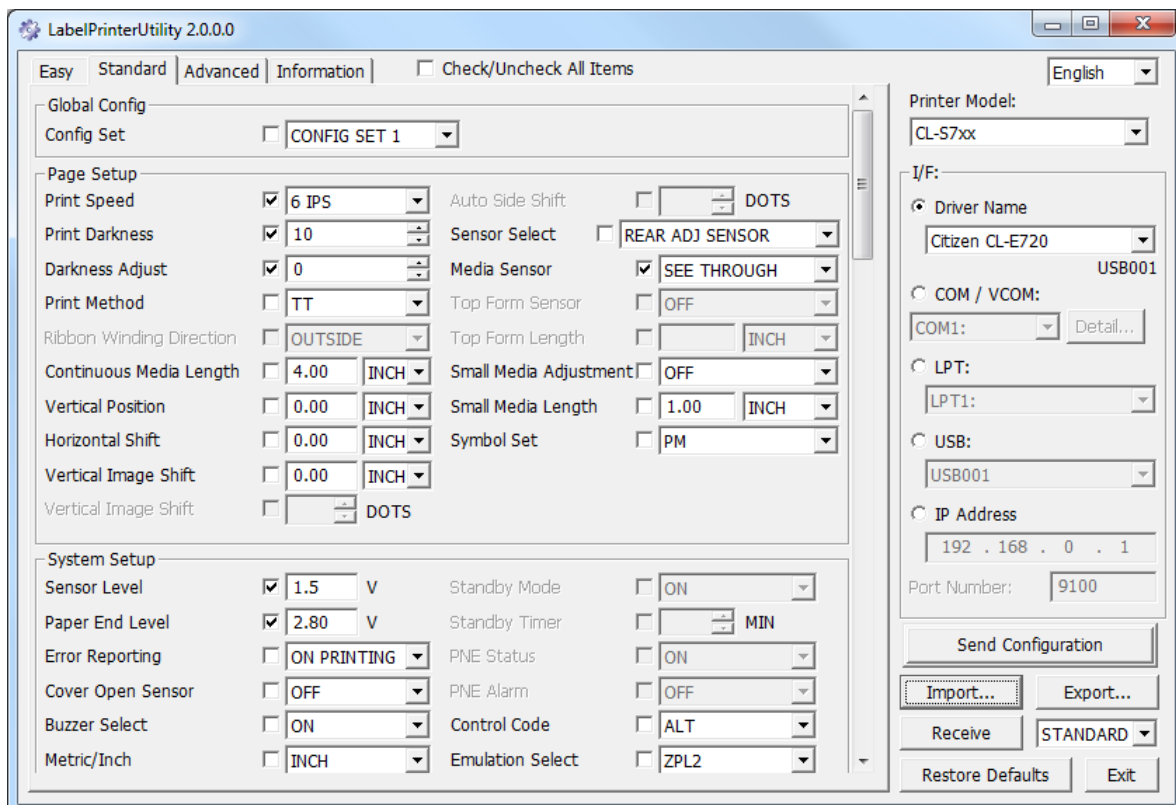 LabelPrinterUtility 2.0.0.0
Easy Standard Advanced Information Check/Uncheck All Items English
Global Config
Config Set CONFIG SET 1
Page Setup
Print Speed 6 IPS Auto Side Shift DOTS
Print Darkness 10 Sensor Select REAR ADJ SENSOR
Darkness Adjust 0 Media Sensor SEE THROUGH
Print Method TT Top Form Sensor OFF
Ribbon Winding Direction OUTSIDE Top Form Length INCH
Continuous Media Length 4.00 INCH Small Media Adjustment OFF
Vertical Position 0.00 INCH Small Media Length 1.00 INCH
Horizontal Shift 0.00 INCH Symbol Set PM
Vertical Image Shift 0.00 INCH
Vertical Image Shift DOTS
System Setup
Sensor Level 1.5 V Standby Mode ON
Paper End Level 2.80 V Standby Timer MIN
Error Reporting ON PRINTING PNE Status ON
Cover Open Sensor OFF PNE Alarm OFF
Buzzer Select ON Control Code ALT
Metric/Inch INCH Emulation Select ZPL2
Printer Model:
CL-S7xx
I/F:
Driver Name
Citizen CL-E720
USB001
COM / VCOM:
COM1: Detail...
LPT:
LPT1:
USB:
USB001
IP Address
192 . 168 . 0 . 1
Port Number: 9100
Send Configuration
Import... Export...
Receive STANDARD
Restore Defaults Exit